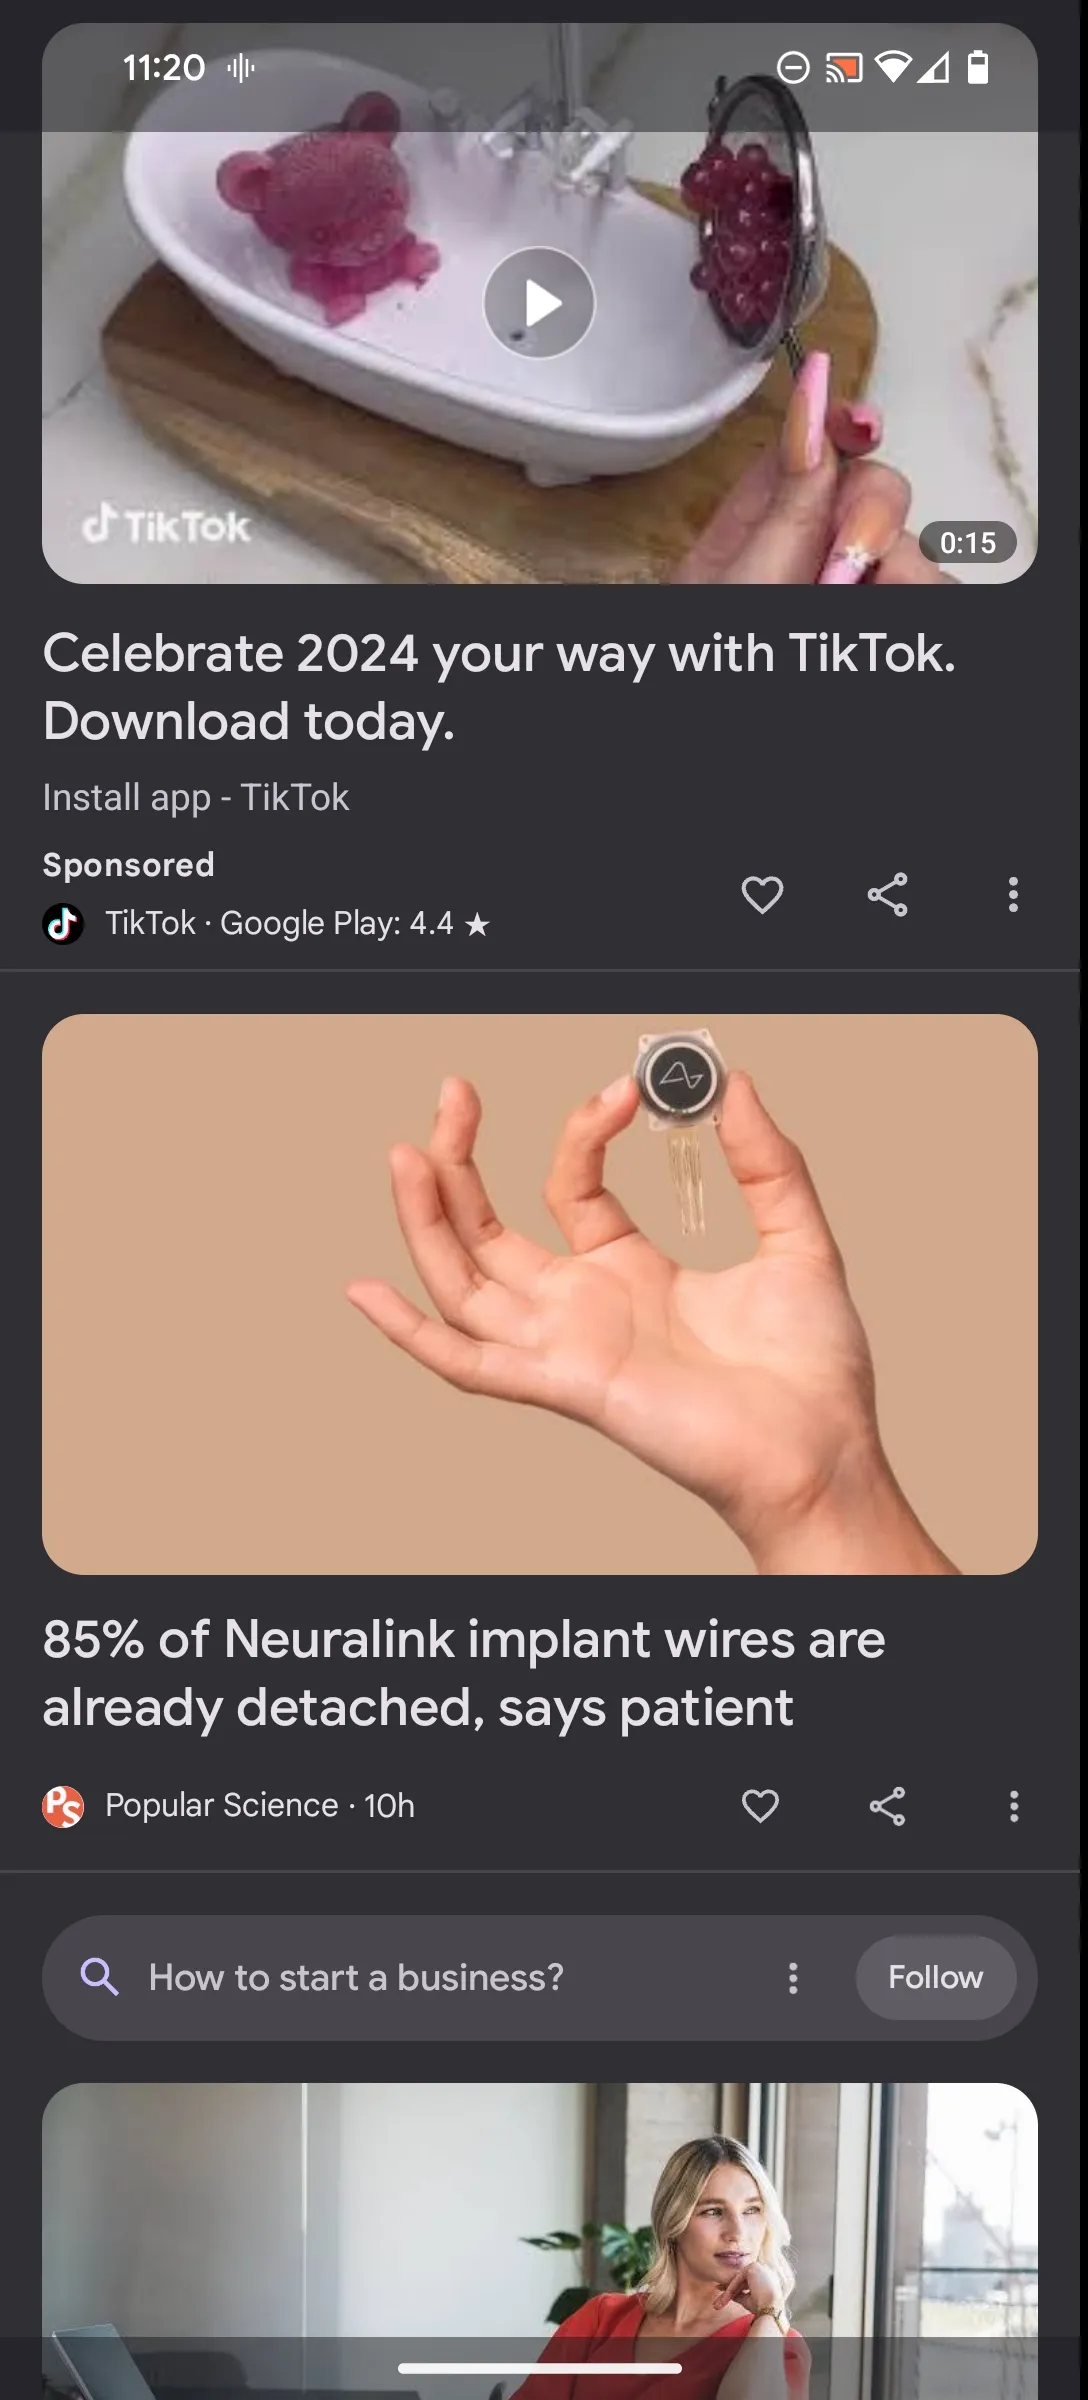 11:20
TikTok
0:15
Celebrate 2024 your way with TikTok.
Download today.
Install app - TikTok
Sponsored
TikTok · Google Play: 4.4 ★
85% of Neuralink implant wires are
already detached, says patient
PS
Popular Science · 10h
How to start a business?
Follow